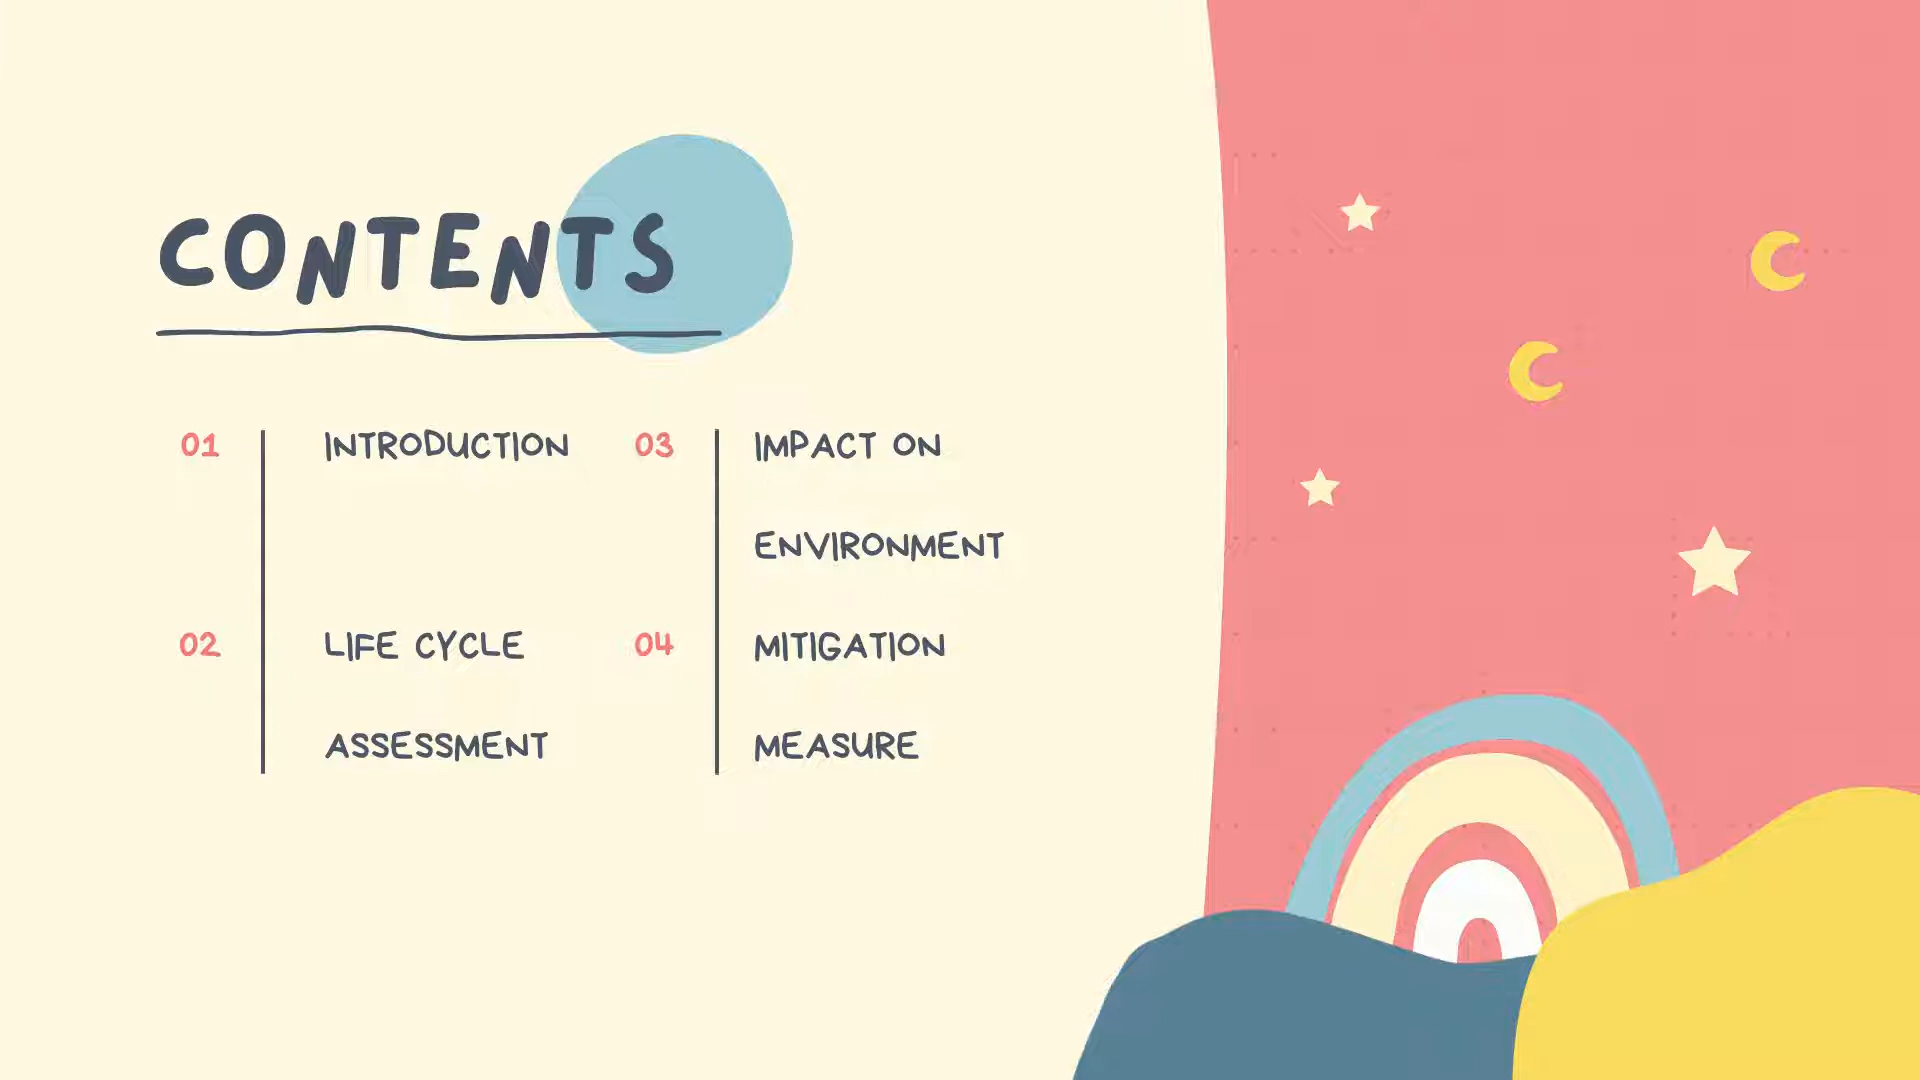 CONTENTS
01 INTRODUCTION
02 LIFE CYCLE
ASSESSMENT
03 IMPACT ON
ENVIRONMENT
04 MITIGATION
MEASURE